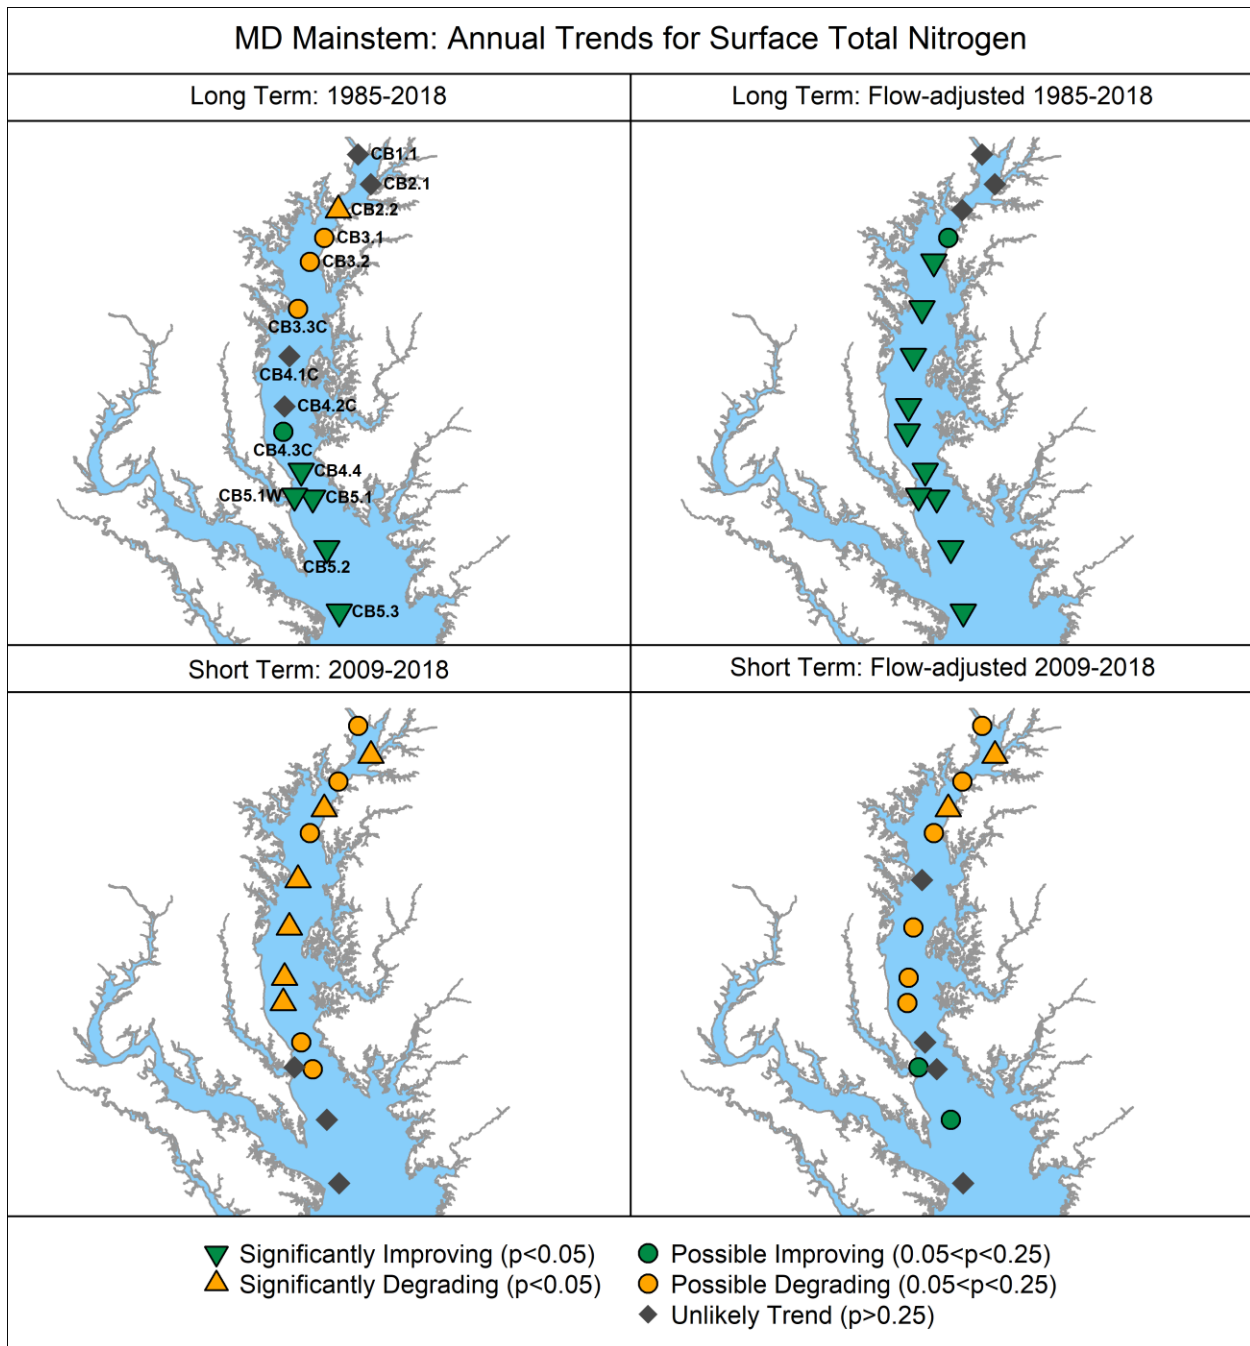 MD Mainstem: Annual Trends for Surface Total Nitrogen
Long Term: 1985-2018
Long Term: Flow-adjusted 1985-2018
CB1.1
CB2.1
CB2.2
CB3.1
CB3.2
CB3.3C
CB4.1C
CB4.2C
CB4.3C
CB4.4
CB5.1W
CB5.1
CB5.2
CB5.3
Short Term: 2009-2018
Short Term: Flow-adjusted 2009-2018
Significantly Improving (p<0.05)
Significantly Degrading (p<0.05)
Possible Improving (0.05<p<0.25)
Possible Degrading (0.05<p<0.25)
Unlikely Trend (p>0.25)